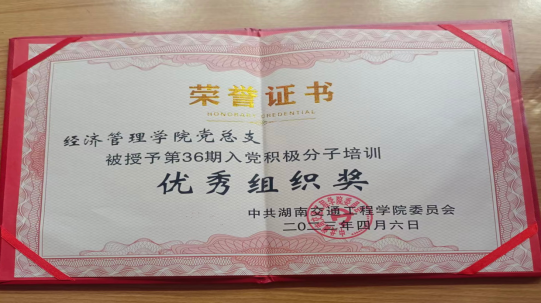 荣誉证书
HONORARY CREDENTIAL
经济管理学院党总支
被授予第36期入党积极分子培训
优秀组织奖
中共湖南交通工程学院委员会
二〇二三年四月六日